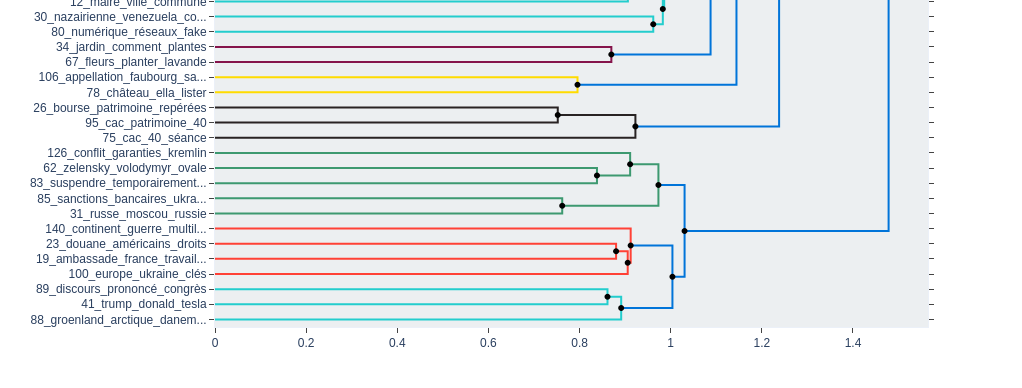 12_maire_ville_commune
30_nazairienne_venezuela_co...
80_numérique_réseaux_fake
34_jardin_comment_plantes
67_fleurs_planter_lavande
106_appellation_faubourg_sa...
78_château_ella_lister
26_bourse_patrimoine_repérées
95_cac_patrimoine_40
75_cac_40_séance
126_conflit_garanties_kremlin
62_zelensky_volodymyr_ovale
83_suspendre_temporairement...
85_sanctions_bancaires_ukra...
31_russe_moscou_russie
140_continent_guerre_multil...
23_douane_américains_droits
19_ambassade_france_travail...
100_europe_ukraine_clés
89_discours_prononcé_congrès
41_trump_donald_tesla
88_groenland_arctique_danem...
0 0.2 0.4 0.6 0.8 1 1.2 1.4